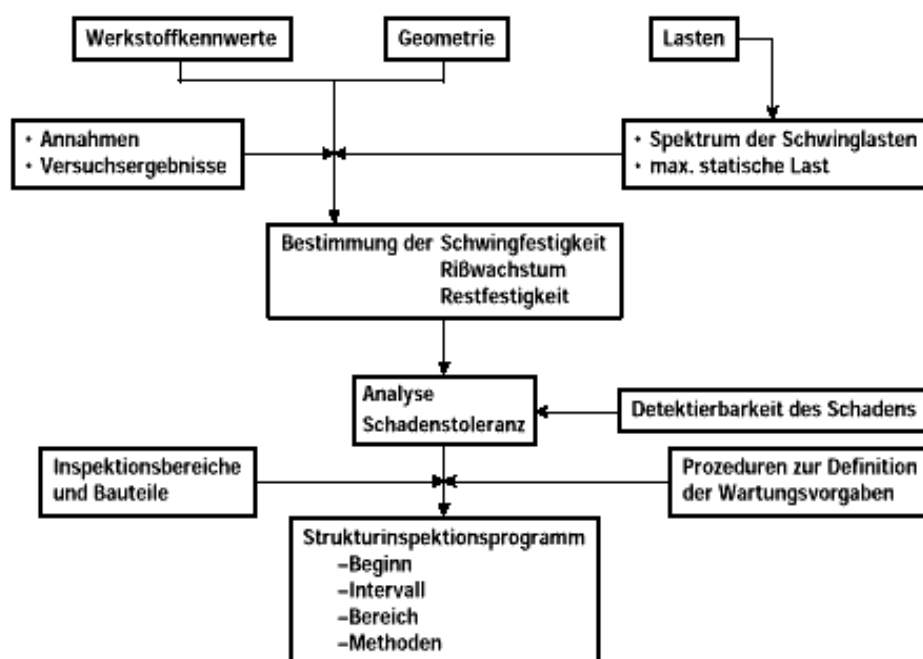 Werkstoffkennwerte
Geometrie
Lasten
• Annahmen
• Versuchsergebnisse
• Spektrum der Schwinglasten
• max. statische Last
Bestimmung der Schwingfestigkeit
Rißwachstum
Restfestigkeit
Analyse
Schadenstoleranz
Detektierbarkeit des Schadens
Inspektionsbereiche
und Bauteile
Prozeduren zur Definition
der Wartungsvorgaben
Strukturinspektionsprogramm
–Beginn
–Intervall
–Bereich
–Methoden